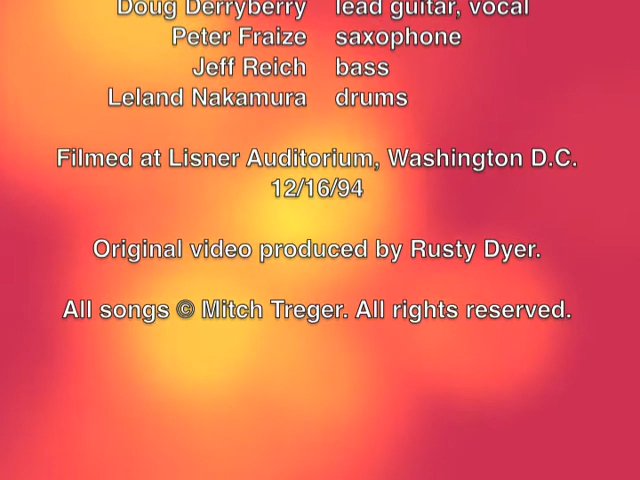 Doug Derryberry lead guitar, vocal
Peter Fraize saxophone
Jeff Reich bass
Leland Nakamura drums
Filmed at Lisner Auditorium, Washington D.C.
12/16/94
Original video produced by Rusty Dyer.
All songs © Mitch Treger. All rights reserved.